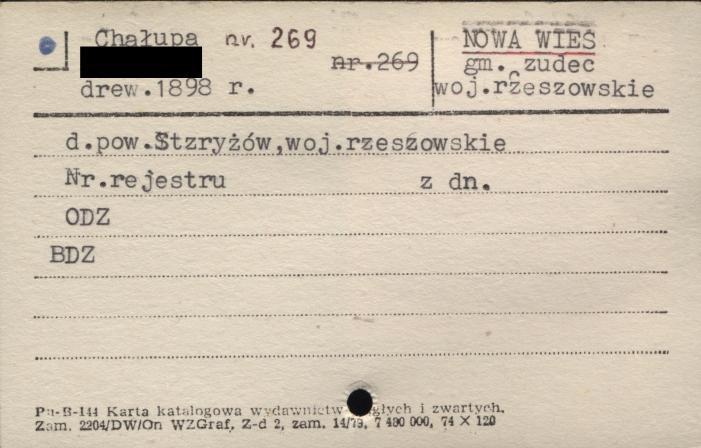 Chałupa nr. 269
nr.269
drew.1898 r.
NOWA WIEŚ
gm. zudec
woj.rzeszowskie
d.pow.Stzryżów,woj.rzeszowskie
Nr.rejestru z dn.
ODZ
BDZ
Pu-B-144 Karta katalogowa wydawnictw i zwartych.
Zam. 2204/DW/On WZGraf, Z-d 2, zam. 14/79, 7 400 000, 74 X 120